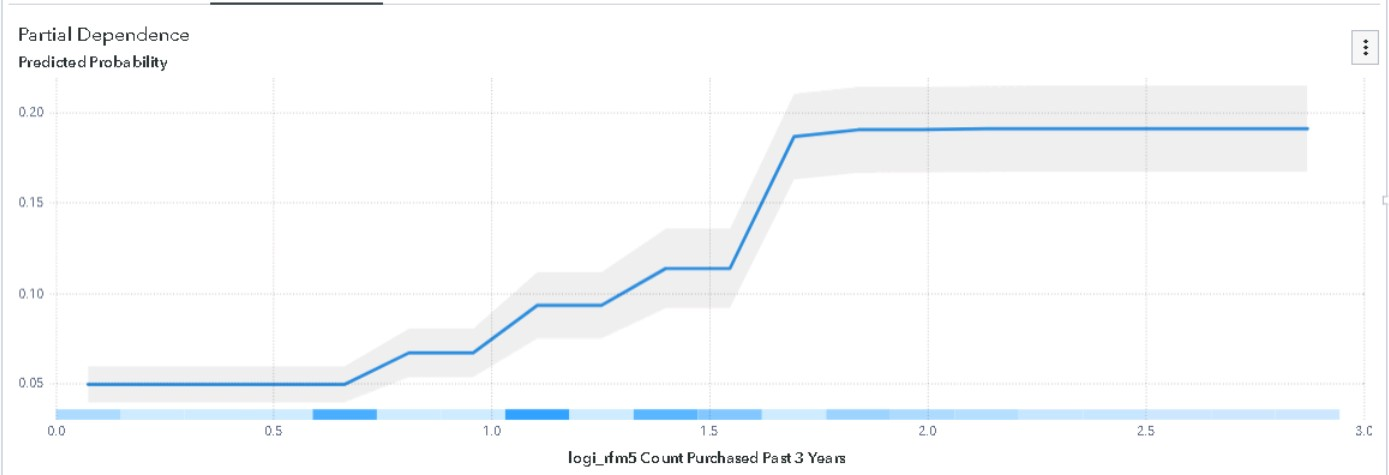 Partial Dependence
Predicted Probability
0.20
0.15
0.10
0.05
0.0 0.5 1.0 1.5 2.0 2.5 3.0
logi_rfm5 Count Purchased Past 3 Years